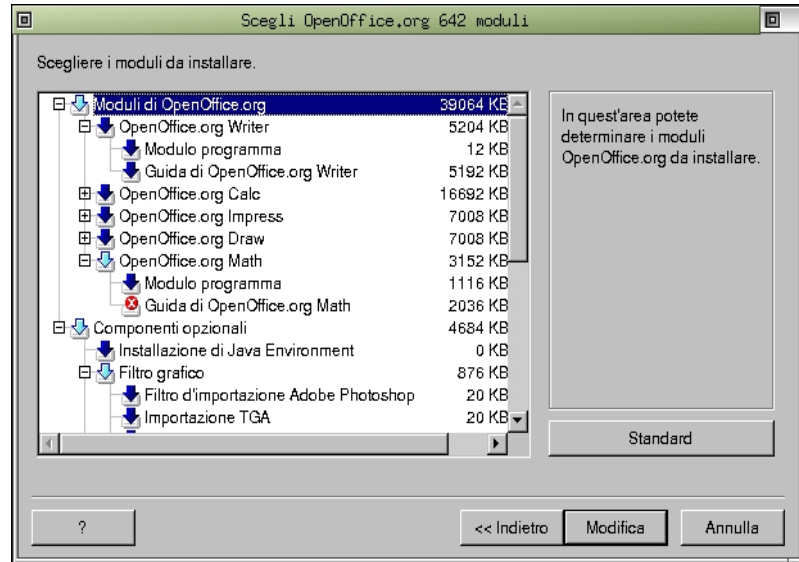 Scegli OpenOffice.org 642 moduli
Scegliere i moduli da installare.
Moduli di OpenOffice.org 39064 KB
OpenOffice.org Writer 5204 KB
Modulo programma 12 KB
Guida di OpenOffice.org Writer 5192 KB
OpenOffice.org Calc 16692 KB
OpenOffice.org Impress 7008 KB
OpenOffice.org Draw 7008 KB
OpenOffice.org Math 3152 KB
Modulo programma 1116 KB
Guida di OpenOffice.org Math 2036 KB
Componenti opzionali 4684 KB
Installazione di Java Environment 0 KB
Filtro grafico 876 KB
Filtro d'importazione Adobe Photoshop 20 KB
Importazione TGA 20 KB
In quest'area potete
determinare i moduli
OpenOffice.org da installare.
Standard
? << Indietro Modifica Annulla